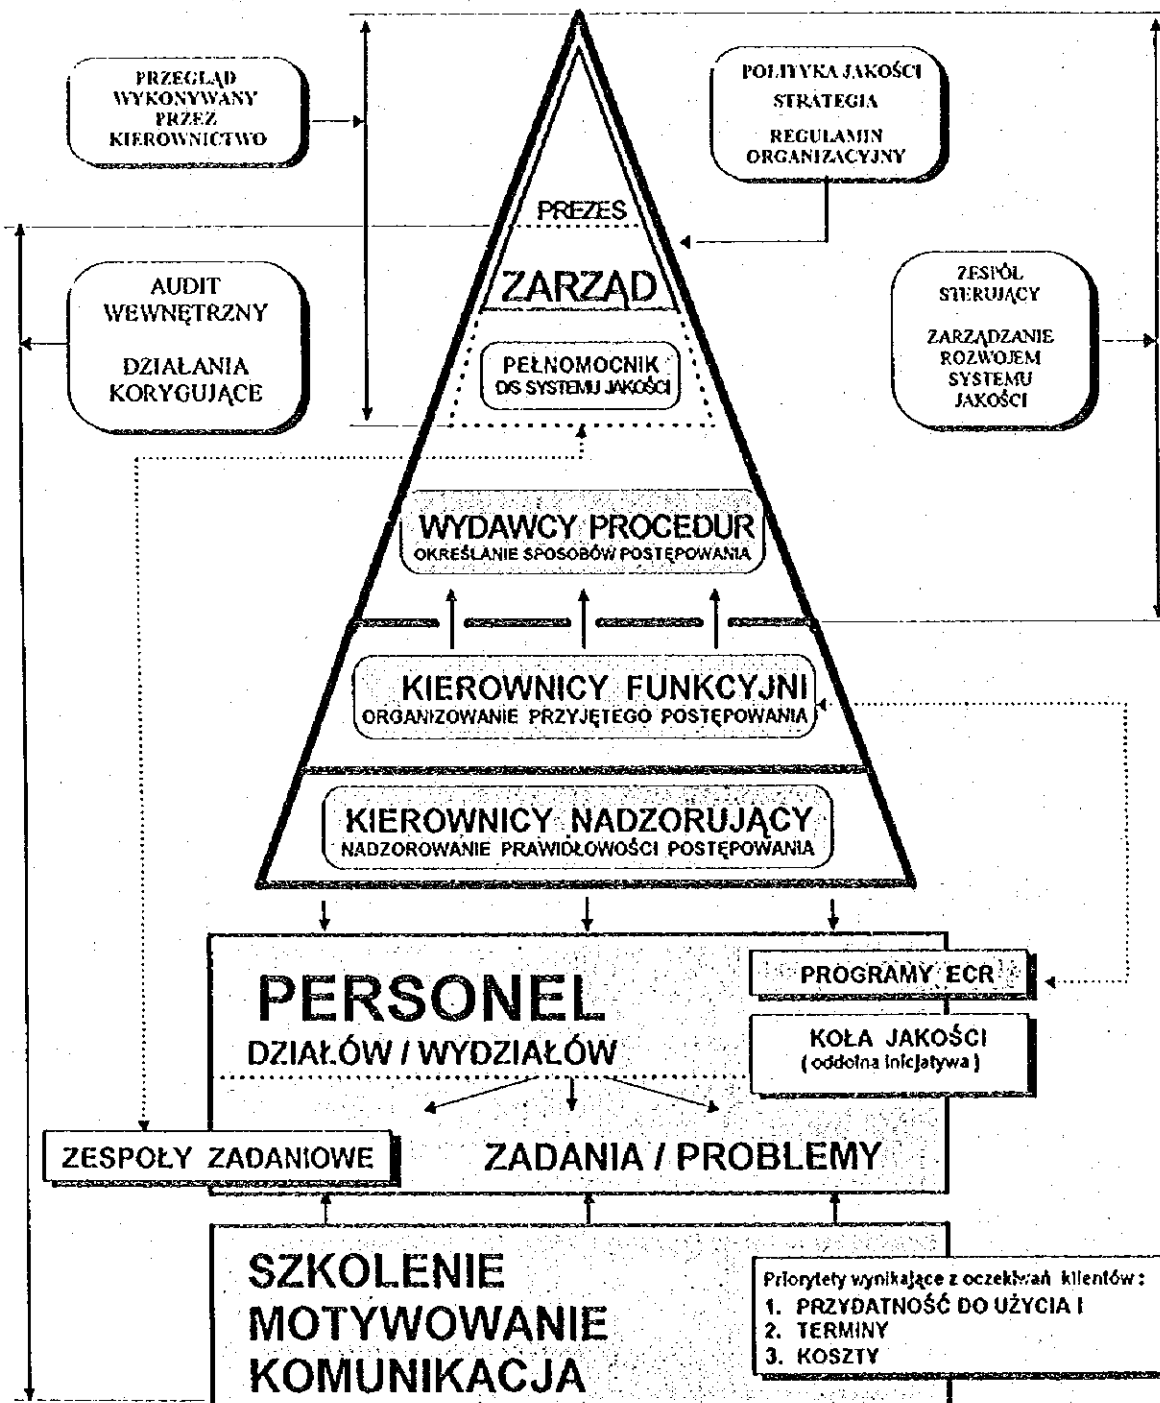 PRZEGLĄD
WYKONYWANY
PRZEZ
KIEROWNICTWO
POLITYKA JAKOŚCI
STRATEGIA
REGULAMIN
ORGANIZACYJNY
PREZES
ZARZĄD
AUDIT
WEWNĘTRZNY
DZIAŁANIA
KORYGUJĄCE
PEŁNOMOCNIK
D/S SYSTEMU JAKOŚCI
ZESPÓŁ
STERUJĄCY
ZARZĄDZANIE
ROZWOJEM
SYSTEMU
JAKOŚCI
WYDAWCY PROCEDUR
OKREŚLANIE SPOSOBÓW POSTĘPOWANIA
KIEROWNICY FUNKCYJNI
ORGANIZOWANIE PRZYJĘTEGO POSTĘPOWANIA
KIEROWNICY NADZORUJĄCY
NADZOROWANIE PRAWIDŁOWOŚCI POSTĘPOWANIA
PERSONEL
DZIAŁÓW / WYDZIAŁÓW
PROGRAMY ECR
KOŁA JAKOŚCI
( oddolna inicjatywa )
ZESPOŁY ZADANIOWE
ZADANIA / PROBLEMY
SZKOLENIE
MOTYWOWANIE
KOMUNIKACJA
Priorytety wynikające z oczekiwań klientów :
1. PRZYDATNOŚĆ DO UŻYCIA I
2. TERMINY
3. KOSZTY